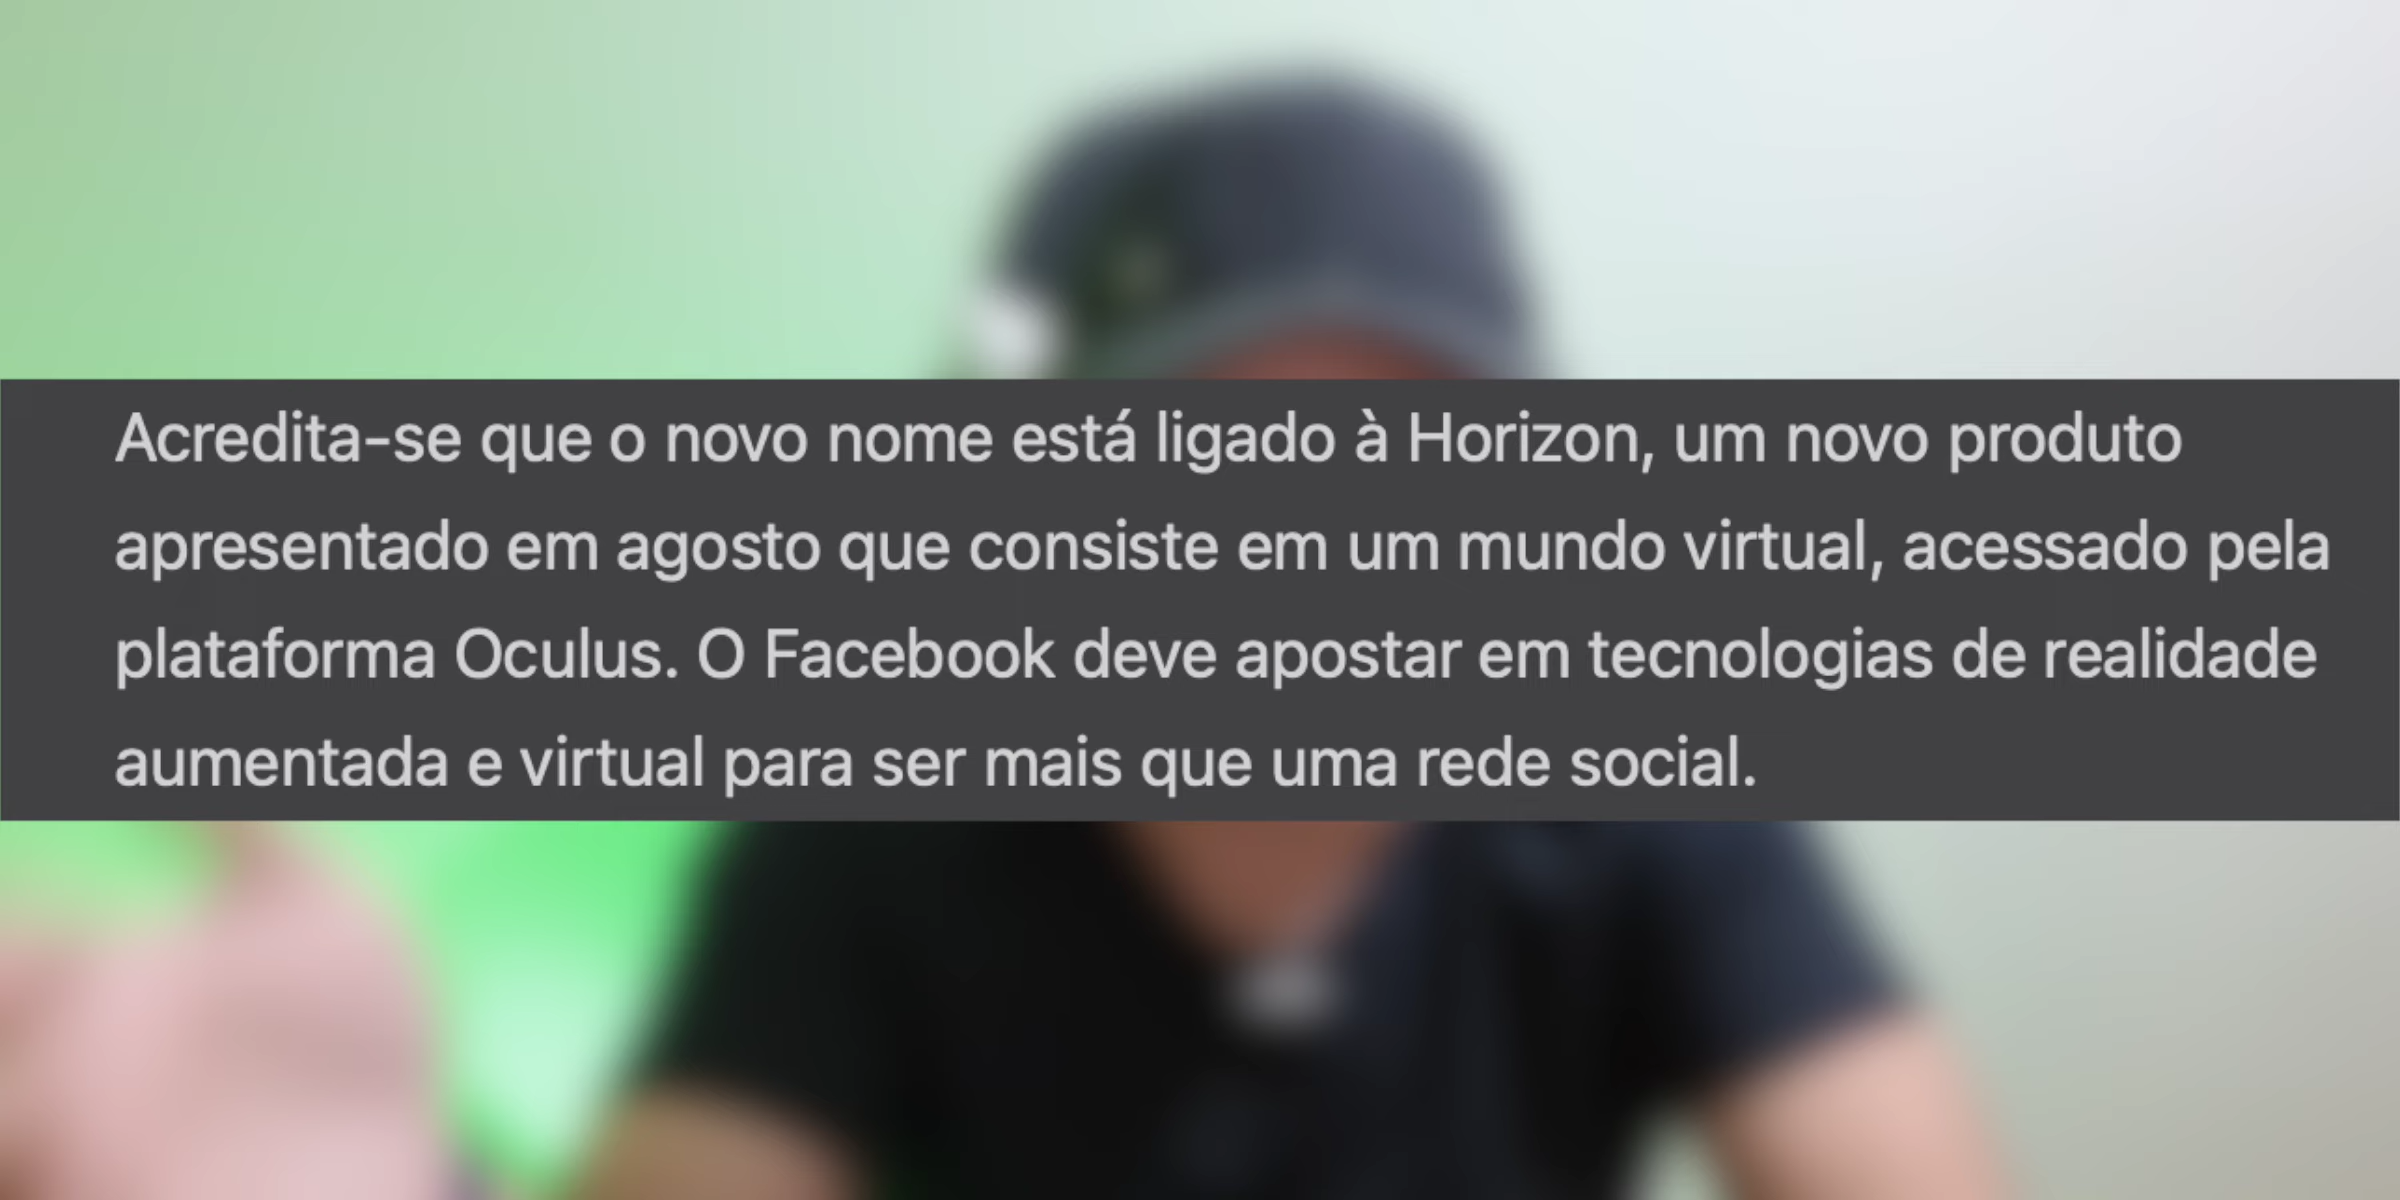 Acredita-se que o novo nome está ligado à Horizon, um novo produto
apresentado em agosto que consiste em um mundo virtual, acessado pela
plataforma Oculus. O Facebook deve apostar em tecnologias de realidade
aumentada e virtual para ser mais que uma rede social.